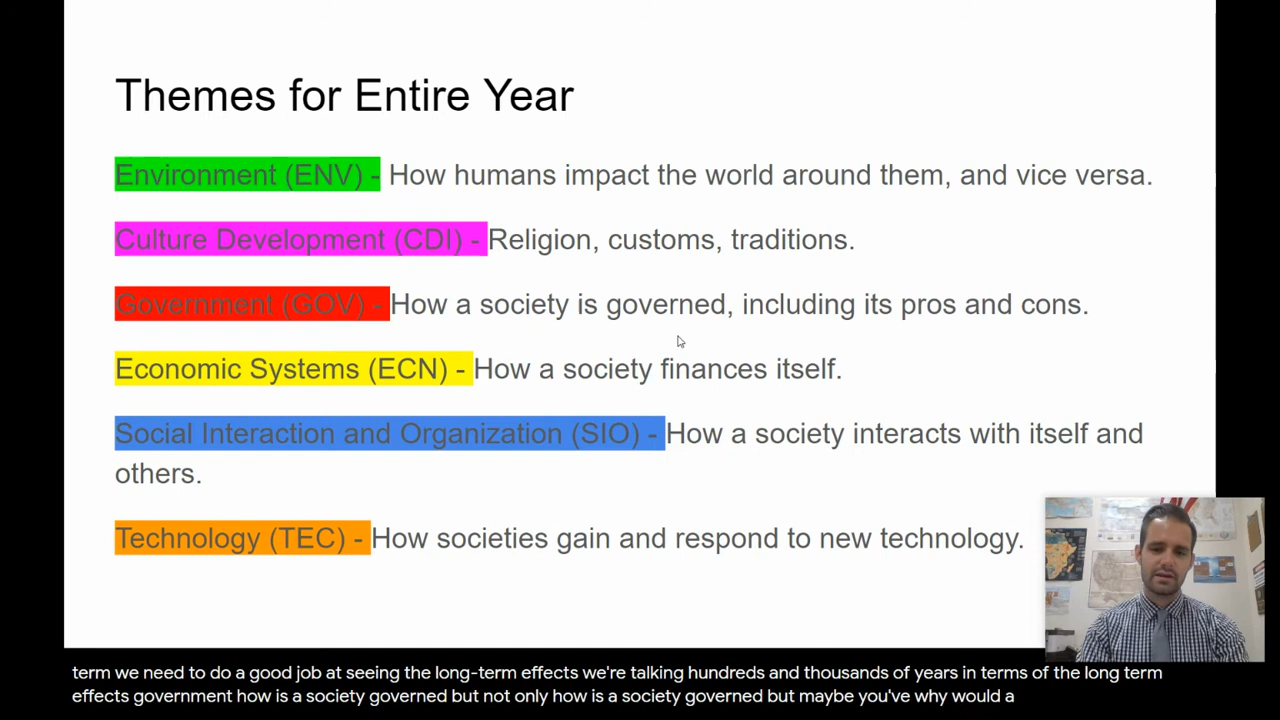 Themes for Entire Year
Environment (ENV) - How humans impact the world around them, and vice versa.
Culture Development (CDI) - Religion, customs, traditions.
Government (GOV) - How a society is governed, including its pros and cons.
Economic Systems (ECN) - How a society finances itself.
Social Interaction and Organization (SIO) - How a society interacts with itself and
others.
Technology (TEC) - How societies gain and respond to new technology.
term we need to do a good job at seeing the long-term effects we're talking hundreds and thousands of years in terms of the long term
effects government how is a society governed but not only how is a society governed but maybe you've why would a